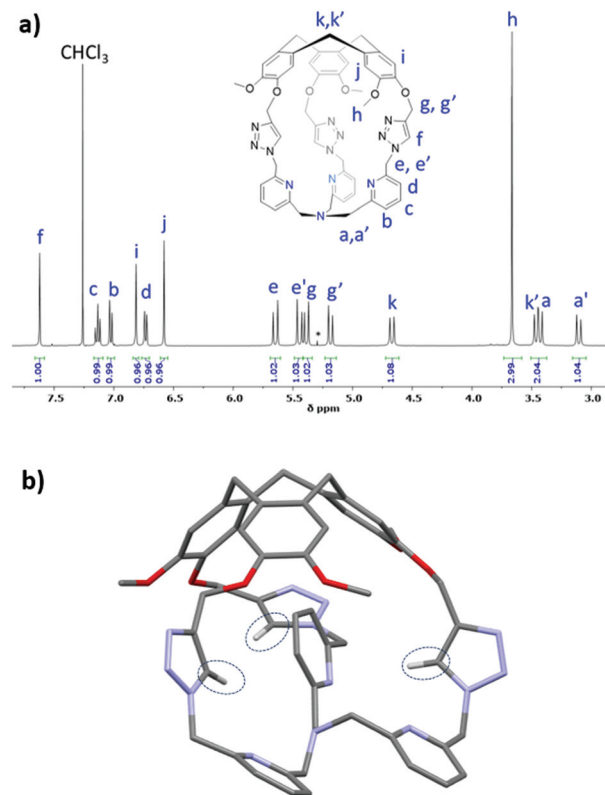 a)
k,k'
h
CHCl3
j
i
O
O
O
O
O
O
h
g, g'
N
N
N
N
N
N
N
N
N
f
e, e'
N
N
N
d
c
N
b
a,a'
f
c
b
i
d
j
e
e'
g
g'
*
k
k'
a
a'
1.00
0.99
0.99
0.96
0.96
0.96
1.02
1.03
1.02
1.03
1.08
2.99
2.04
1.04
7.5
7.0
6.5
6.0
5.5
5.0
4.5
4.0
3.5
3.0
δ ppm
b)